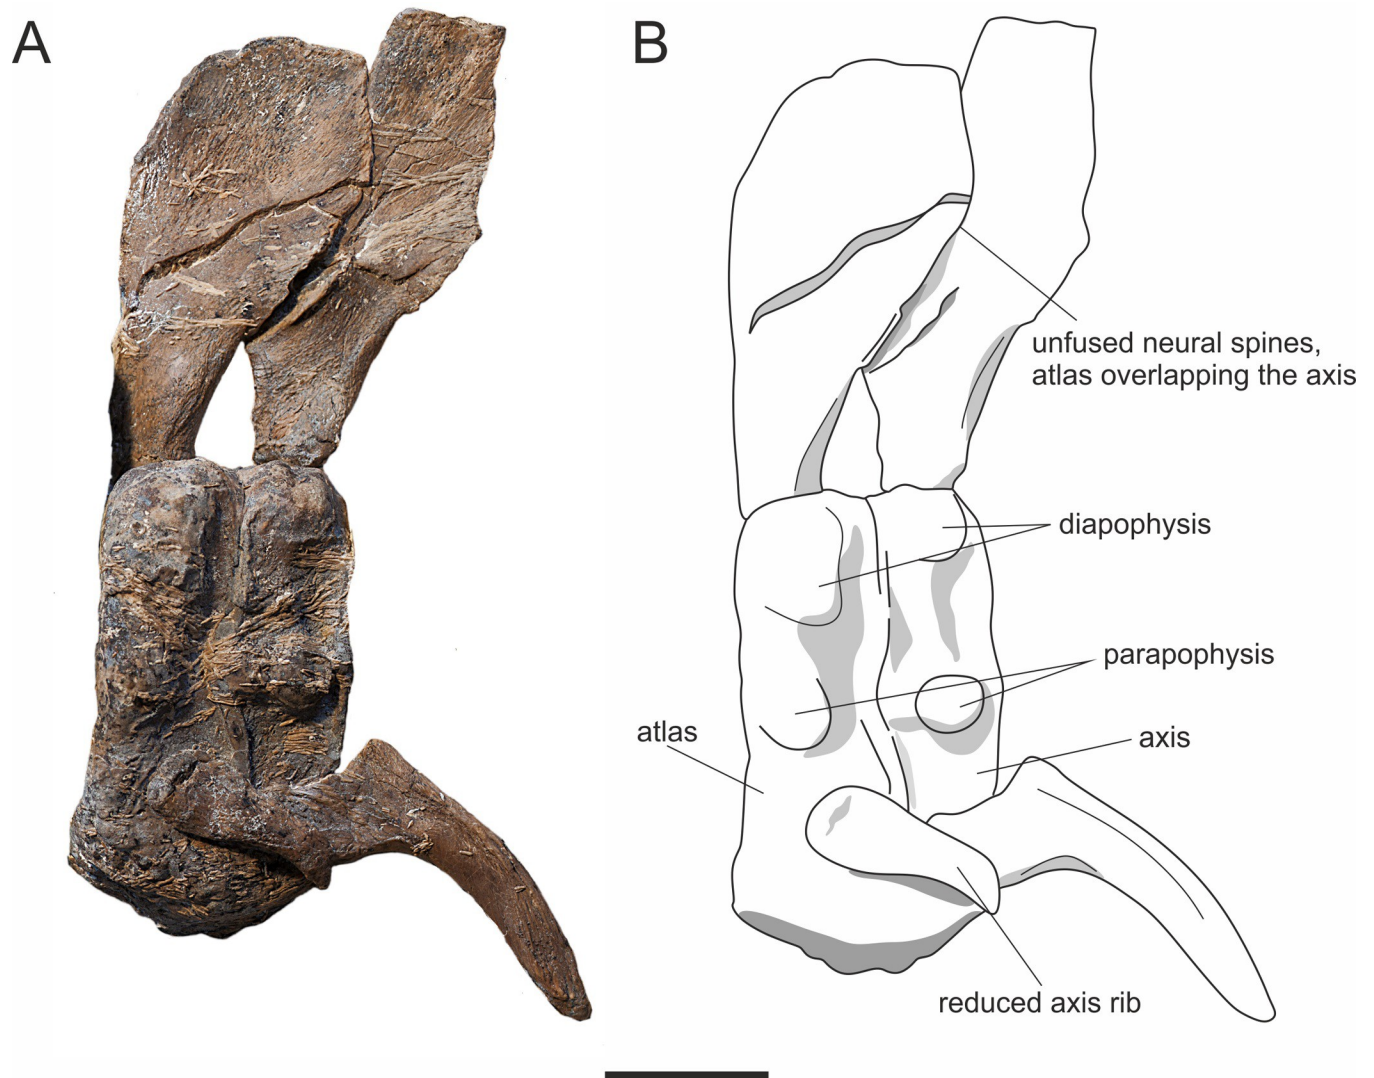 A
B
unfused neural spines,
atlas overlapping the axis
diapophysis
parapophysis
atlas
axis
reduced axis rib